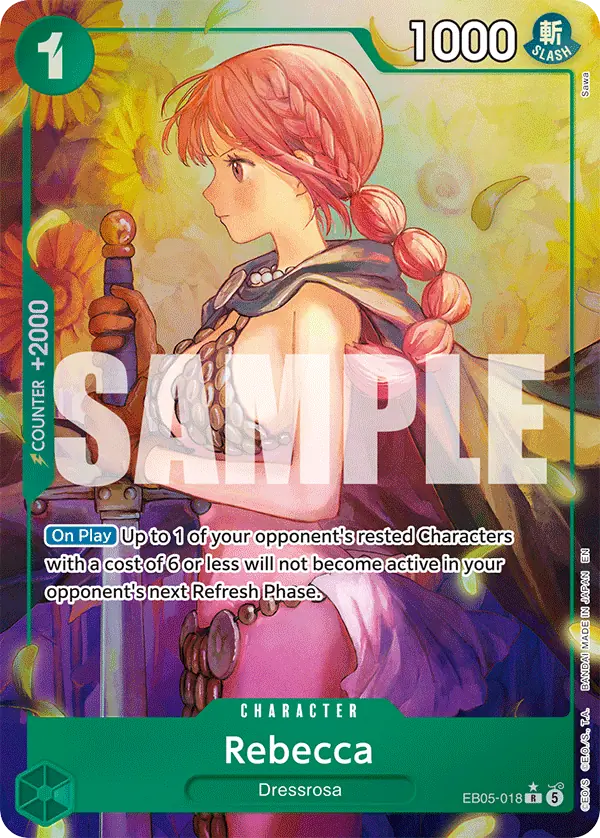 1
1000
斬
SLASH
Sawa
COUNTER +2000
SAMPLE
On Play Up to 1 of your opponent's rested Characters
with a cost of 6 or less will not become active in your
opponent's next Refresh Phase.
CHARACTER
Rebecca
Dressrosa
EB05-018 R 5
©ED/S ©E.O./S., T.A. BANDAI MADE IN JAPAN EN